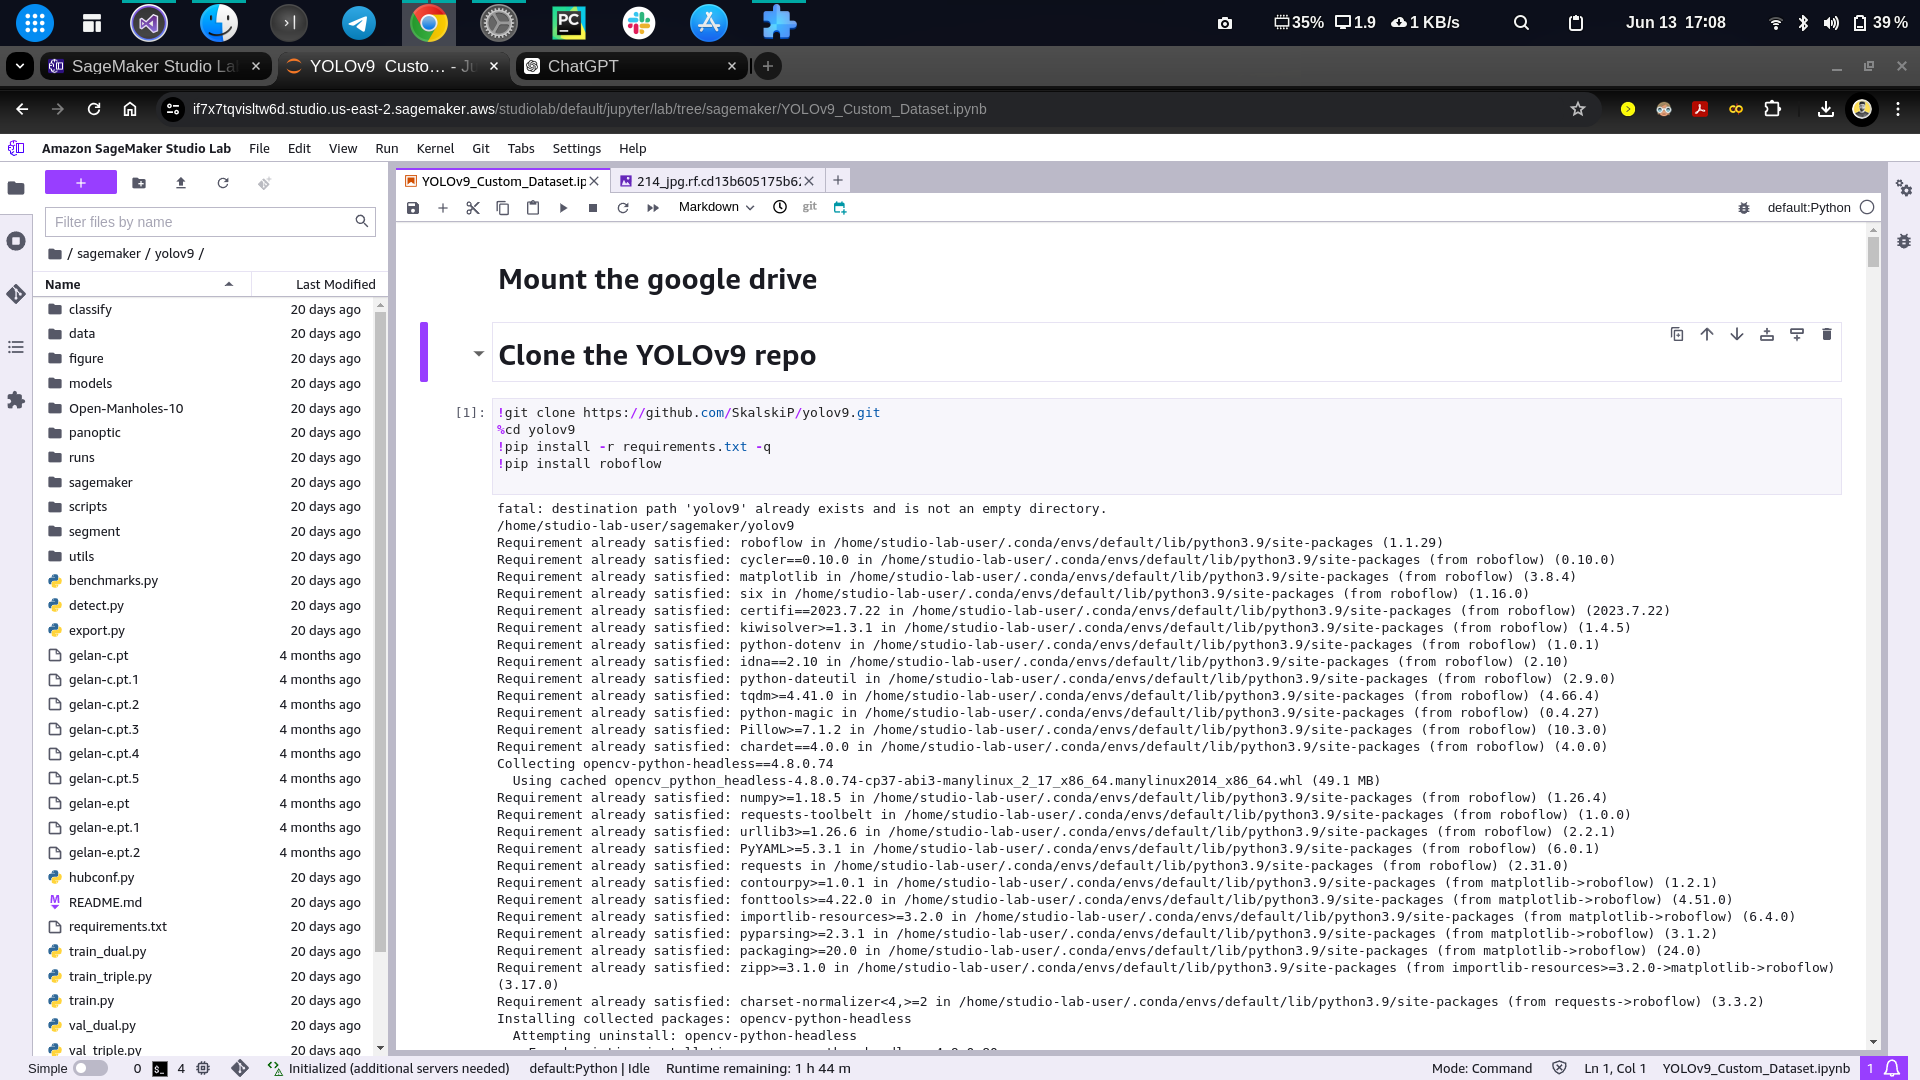 35% 1.9 1 KB/s Jun 13 17:08 39 %
SageMaker Studio La
YOLOv9 Custo… - Ju
ChatGPT
if7x7tqvisltw6d.studio.us-east-2.sagemaker.aws/studiolab/default/jupyter/lab/tree/sagemaker/YOLOv9_Custom_Dataset.ipynb
Amazon SageMaker Studio Lab File Edit View Run Kernel Git Tabs Settings Help
Filter files by name
/ sagemaker / yolov9 /
Name Last Modified
classify 20 days ago
data 20 days ago
figure 20 days ago
models 20 days ago
Open-Manholes-10 20 days ago
panoptic 20 days ago
runs 20 days ago
sagemaker 20 days ago
scripts 20 days ago
segment 20 days ago
utils 20 days ago
benchmarks.py 20 days ago
detect.py 20 days ago
export.py 20 days ago
gelan-c.pt 4 months ago
gelan-c.pt.1 4 months ago
gelan-c.pt.2 4 months ago
gelan-c.pt.3 4 months ago
gelan-c.pt.4 4 months ago
gelan-c.pt.5 4 months ago
gelan-e.pt 4 months ago
gelan-e.pt.1 4 months ago
gelan-e.pt.2 4 months ago
hubconf.py 20 days ago
README.md 20 days ago
requirements.txt 20 days ago
train_dual.py 20 days ago
train_triple.py 20 days ago
train.py 20 days ago
val_dual.py 20 days ago
val_triple.py 20 days ago
YOLOv9_Custom_Dataset.ip
214_jpg.rf.cd13b605175b62
Markdown git default:Python
Mount the google drive
Clone the YOLOv9 repo
[1]: !git clone https://github.com/SkalskiP/yolov9.git
%cd yolov9
!pip install -r requirements.txt -q
!pip install roboflow
fatal: destination path 'yolov9' already exists and is not an empty directory.
/home/studio-lab-user/sagemaker/yolov9
Requirement already satisfied: roboflow in /home/studio-lab-user/.conda/envs/default/lib/python3.9/site-packages (1.1.29)
Requirement already satisfied: cycler==0.10.0 in /home/studio-lab-user/.conda/envs/default/lib/python3.9/site-packages (from roboflow) (0.10.0)
Requirement already satisfied: matplotlib in /home/studio-lab-user/.conda/envs/default/lib/python3.9/site-packages (from roboflow) (3.8.4)
Requirement already satisfied: six in /home/studio-lab-user/.conda/envs/default/lib/python3.9/site-packages (from roboflow) (1.16.0)
Requirement already satisfied: certifi==2023.7.22 in /home/studio-lab-user/.conda/envs/default/lib/python3.9/site-packages (from roboflow) (2023.7.22)
Requirement already satisfied: kiwisolver>=1.3.1 in /home/studio-lab-user/.conda/envs/default/lib/python3.9/site-packages (from roboflow) (1.4.5)
Requirement already satisfied: python-dotenv in /home/studio-lab-user/.conda/envs/default/lib/python3.9/site-packages (from roboflow) (1.0.1)
Requirement already satisfied: idna==2.10 in /home/studio-lab-user/.conda/envs/default/lib/python3.9/site-packages (from roboflow) (2.10)
Requirement already satisfied: python-dateutil in /home/studio-lab-user/.conda/envs/default/lib/python3.9/site-packages (from roboflow) (2.9.0)
Requirement already satisfied: tqdm>=4.41.0 in /home/studio-lab-user/.conda/envs/default/lib/python3.9/site-packages (from roboflow) (4.66.4)
Requirement already satisfied: python-magic in /home/studio-lab-user/.conda/envs/default/lib/python3.9/site-packages (from roboflow) (0.4.27)
Requirement already satisfied: Pillow>=7.1.2 in /home/studio-lab-user/.conda/envs/default/lib/python3.9/site-packages (from roboflow) (10.3.0)
Requirement already satisfied: chardet==4.0.0 in /home/studio-lab-user/.conda/envs/default/lib/python3.9/site-packages (from roboflow) (4.0.0)
Collecting opencv-python-headless==4.8.0.74
Using cached opencv_python_headless-4.8.0.74-cp37-abi3-manylinux_2_17_x86_64.manylinux2014_x86_64.whl (49.1 MB)
Requirement already satisfied: numpy>=1.18.5 in /home/studio-lab-user/.conda/envs/default/lib/python3.9/site-packages (from roboflow) (1.26.4)
Requirement already satisfied: requests-toolbelt in /home/studio-lab-user/.conda/envs/default/lib/python3.9/site-packages (from roboflow) (1.0.0)
Requirement already satisfied: urllib3>=1.26.6 in /home/studio-lab-user/.conda/envs/default/lib/python3.9/site-packages (from roboflow) (2.2.1)
Requirement already satisfied: PyYAML>=5.3.1 in /home/studio-lab-user/.conda/envs/default/lib/python3.9/site-packages (from roboflow) (6.0.1)
Requirement already satisfied: requests in /home/studio-lab-user/.conda/envs/default/lib/python3.9/site-packages (from roboflow) (2.31.0)
Requirement already satisfied: contourpy>=1.0.1 in /home/studio-lab-user/.conda/envs/default/lib/python3.9/site-packages (from matplotlib->roboflow) (1.2.1)
Requirement already satisfied: fonttools>=4.22.0 in /home/studio-lab-user/.conda/envs/default/lib/python3.9/site-packages (from matplotlib->roboflow) (4.51.0)
Requirement already satisfied: importlib-resources>=3.2.0 in /home/studio-lab-user/.conda/envs/default/lib/python3.9/site-packages (from matplotlib->roboflow) (6.4.0)
Requirement already satisfied: pyparsing>=2.3.1 in /home/studio-lab-user/.conda/envs/default/lib/python3.9/site-packages (from matplotlib->roboflow) (3.1.2)
Requirement already satisfied: packaging>=20.0 in /home/studio-lab-user/.conda/envs/default/lib/python3.9/site-packages (from matplotlib->roboflow) (24.0)
Requirement already satisfied: zipp>=3.1.0 in /home/studio-lab-user/.conda/envs/default/lib/python3.9/site-packages (from importlib-resources>=3.2.0->matplotlib->roboflow)
(3.17.0)
Requirement already satisfied: charset-normalizer<4,>=2 in /home/studio-lab-user/.conda/envs/default/lib/python3.9/site-packages (from requests->roboflow) (3.3.2)
Installing collected packages: opencv-python-headless
Attempting uninstall: opencv-python-headless
Simple 0 4 Initialized (additional servers needed) default:Python | Idle Runtime remaining: 1 h 44 m Mode: Command Ln 1, Col 1 YOLOv9_Custom_Dataset.ipynb 1